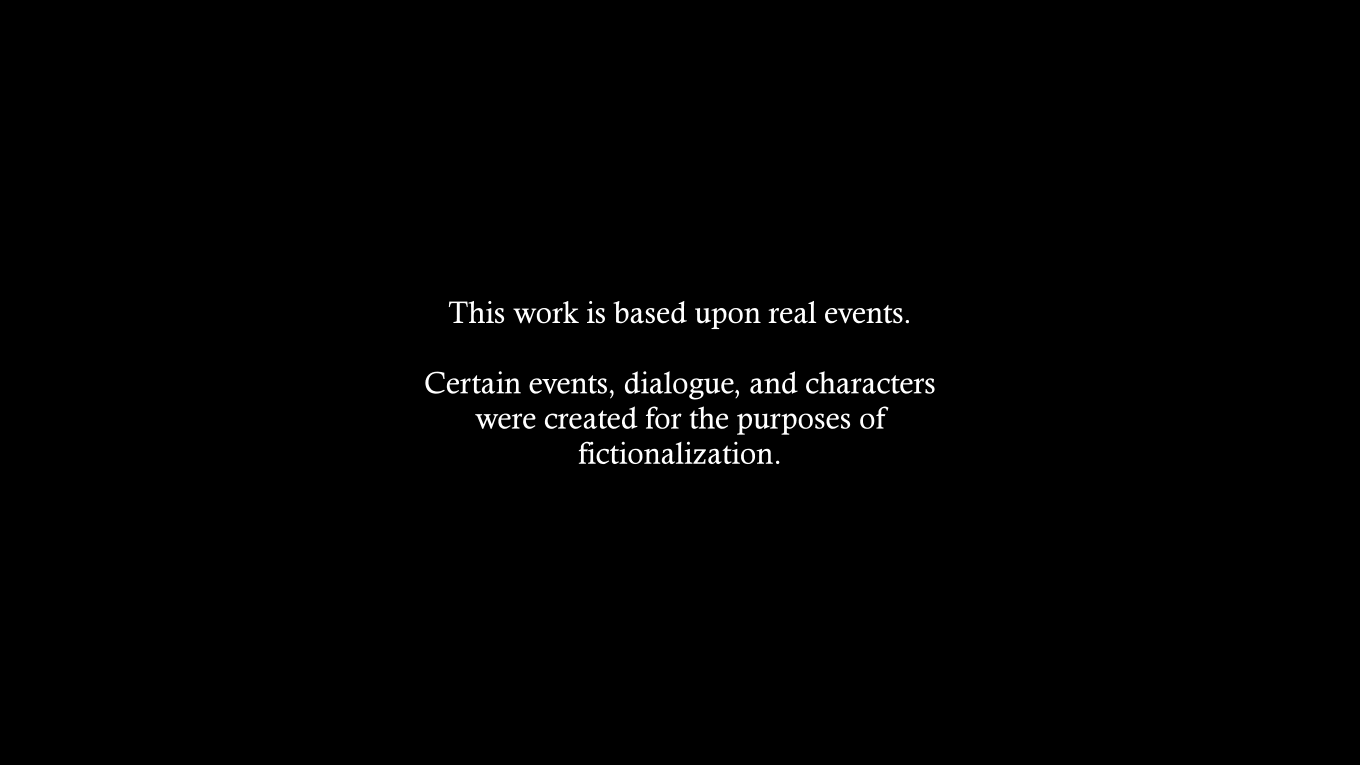 This work is based upon real events.
Certain events, dialogue, and characters
were created for the purposes of
fictionalization.